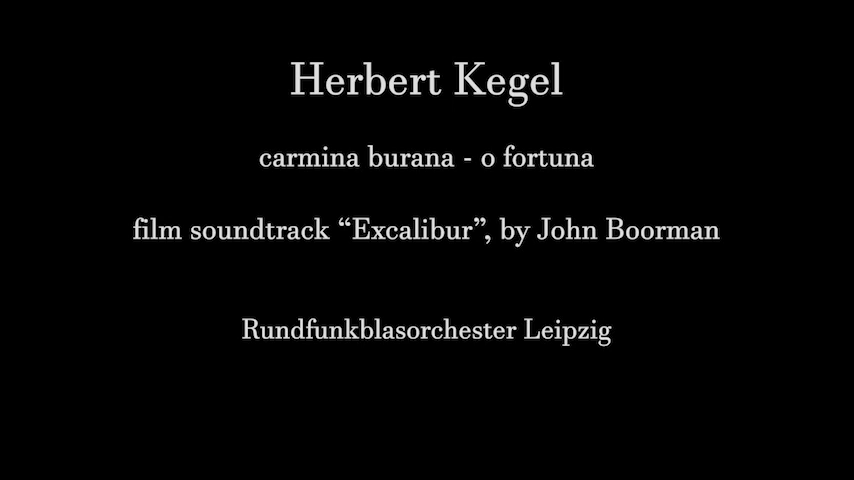 Herbert Kegel
carmina burana - o fortuna
film soundtrack “Excalibur”, by John Boorman
Rundfunkblasorchester Leipzig